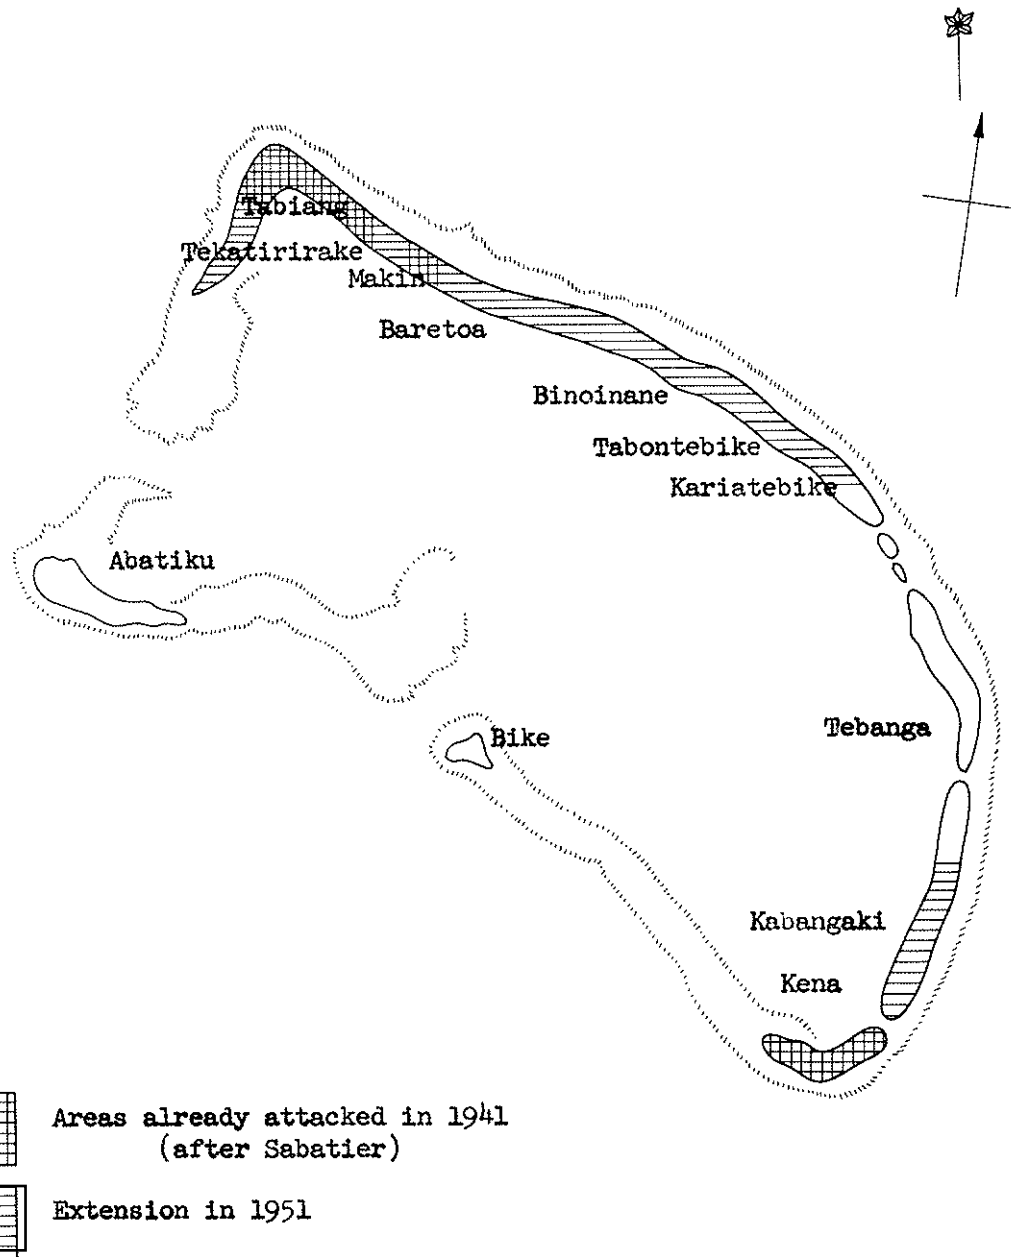 Tabiang
Tekatirirake
Makin
Baretoa
Binoinane
Tabontebike
Kariatebike
Abatiku
Tebanga
Bike
Kabangaki
Kena
Areas already attacked in 1941
(after Sabatier)
Extension in 1951